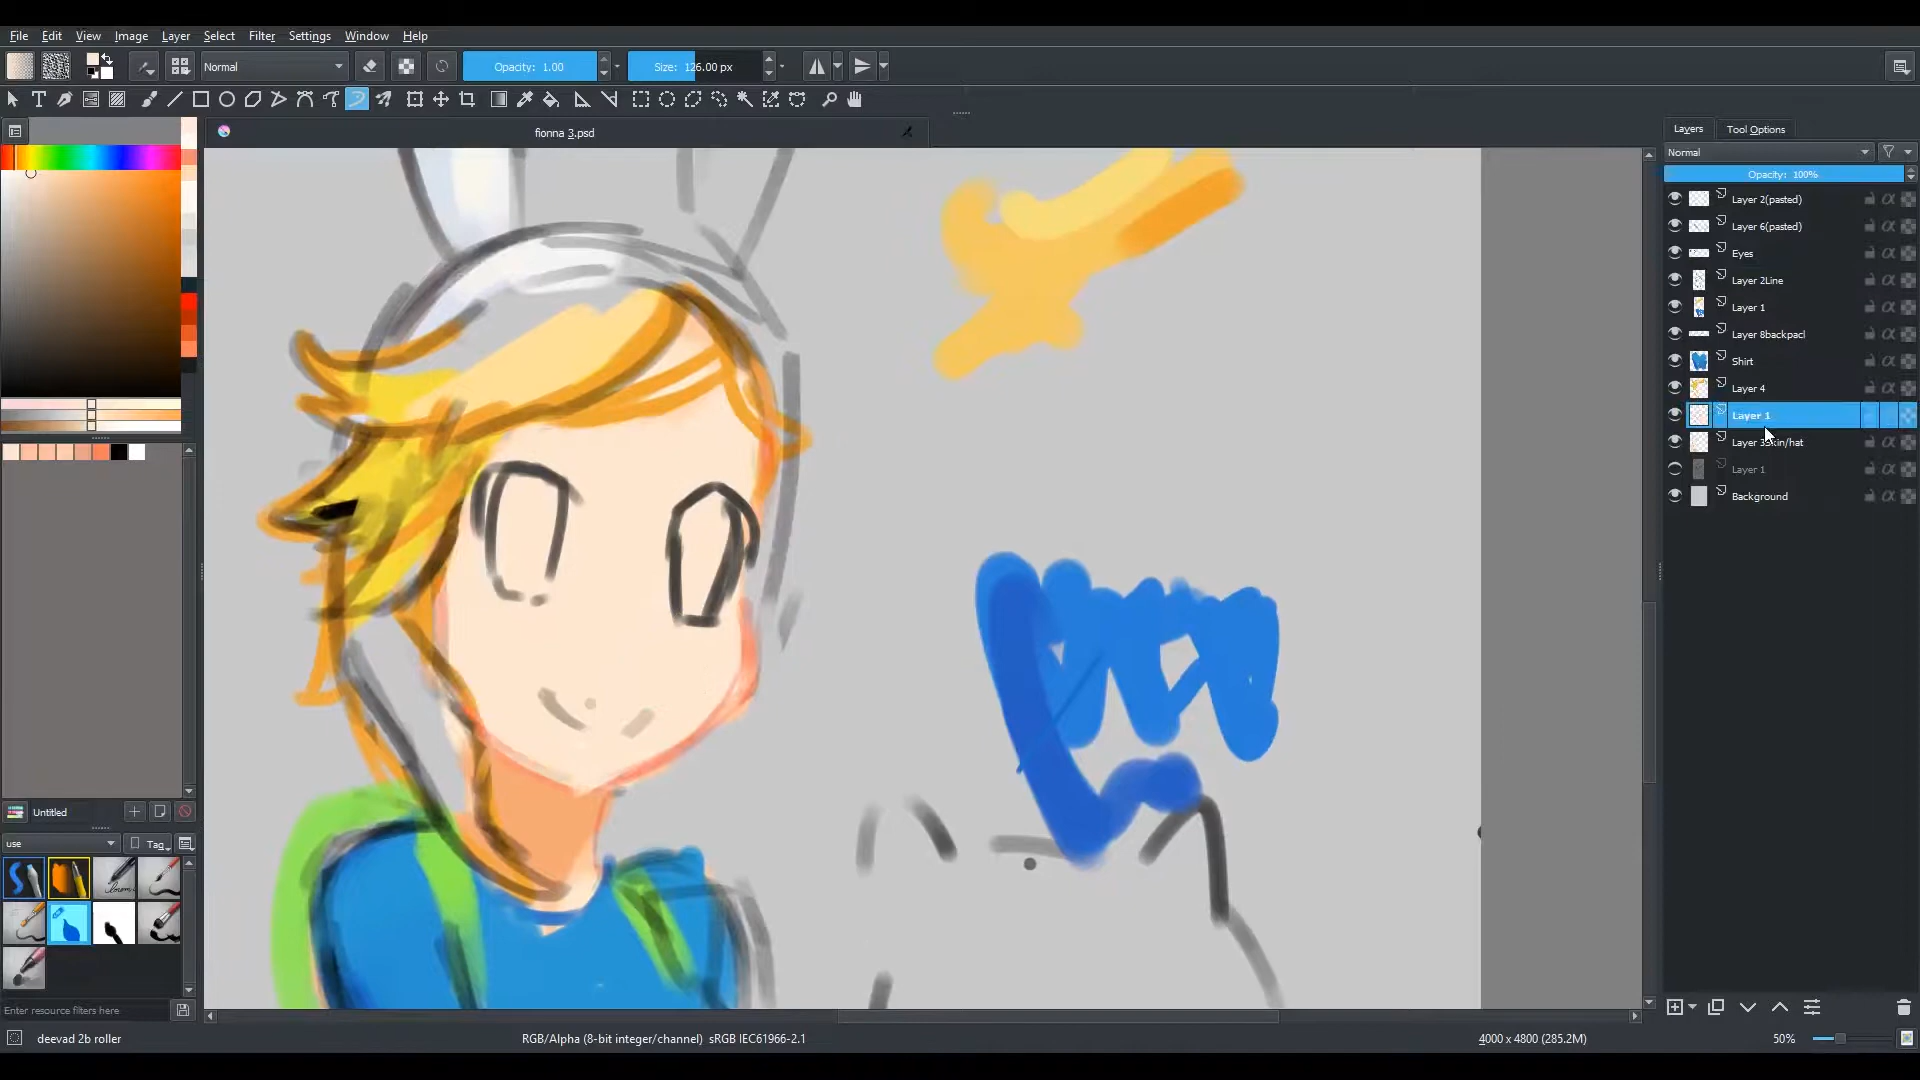 File Edit View Image Layer Select Filter Settings Window Help
Normal
Opacity: 1.00
Size: 126.00 px
fionna 3.psd
Layers
Tool Options
Normal
Opacity: 100%
Layer 2(pasted)
Layer 6(pasted)
Eyes
Layer 2Line
Layer 1
Layer 8backpacl
Shirt
Layer 4
Layer 1
Layer 3Skin/hat
Layer 1
Background
Untitled
use
Tag
Enter resource filters here
deevad 2b roller
RGB/Alpha (8-bit integer/channel) sRGB IEC61966-2.1
4000 x 4800 (285.2M)
50%